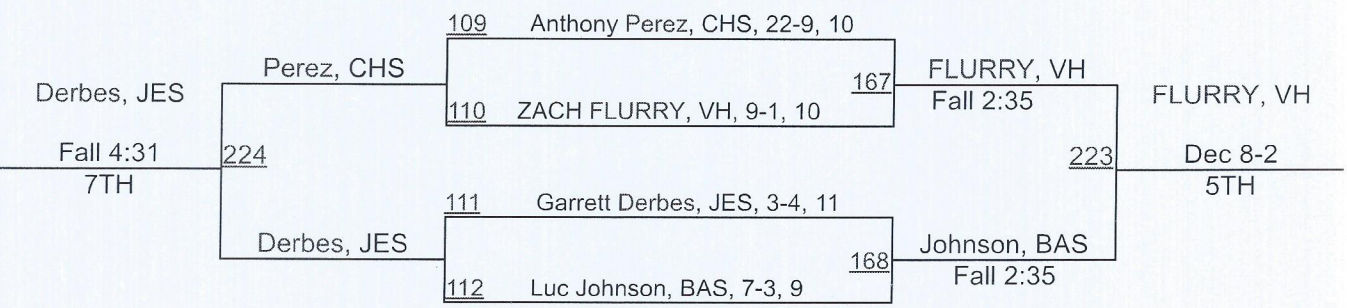 109 Anthony Perez, CHS, 22-9, 10
Perez, CHS
167
FLURRY, VH
Fall 2:35
Derbes, JES
110 ZACH FLURRY, VH, 9-1, 10
FLURRY, VH
Fall 4:31
224
7TH
223
Dec 8-2
5TH
111 Garrett Derbes, JES, 3-4, 11
Derbes, JES
168
Johnson, BAS
Fall 2:35
112 Luc Johnson, BAS, 7-3, 9